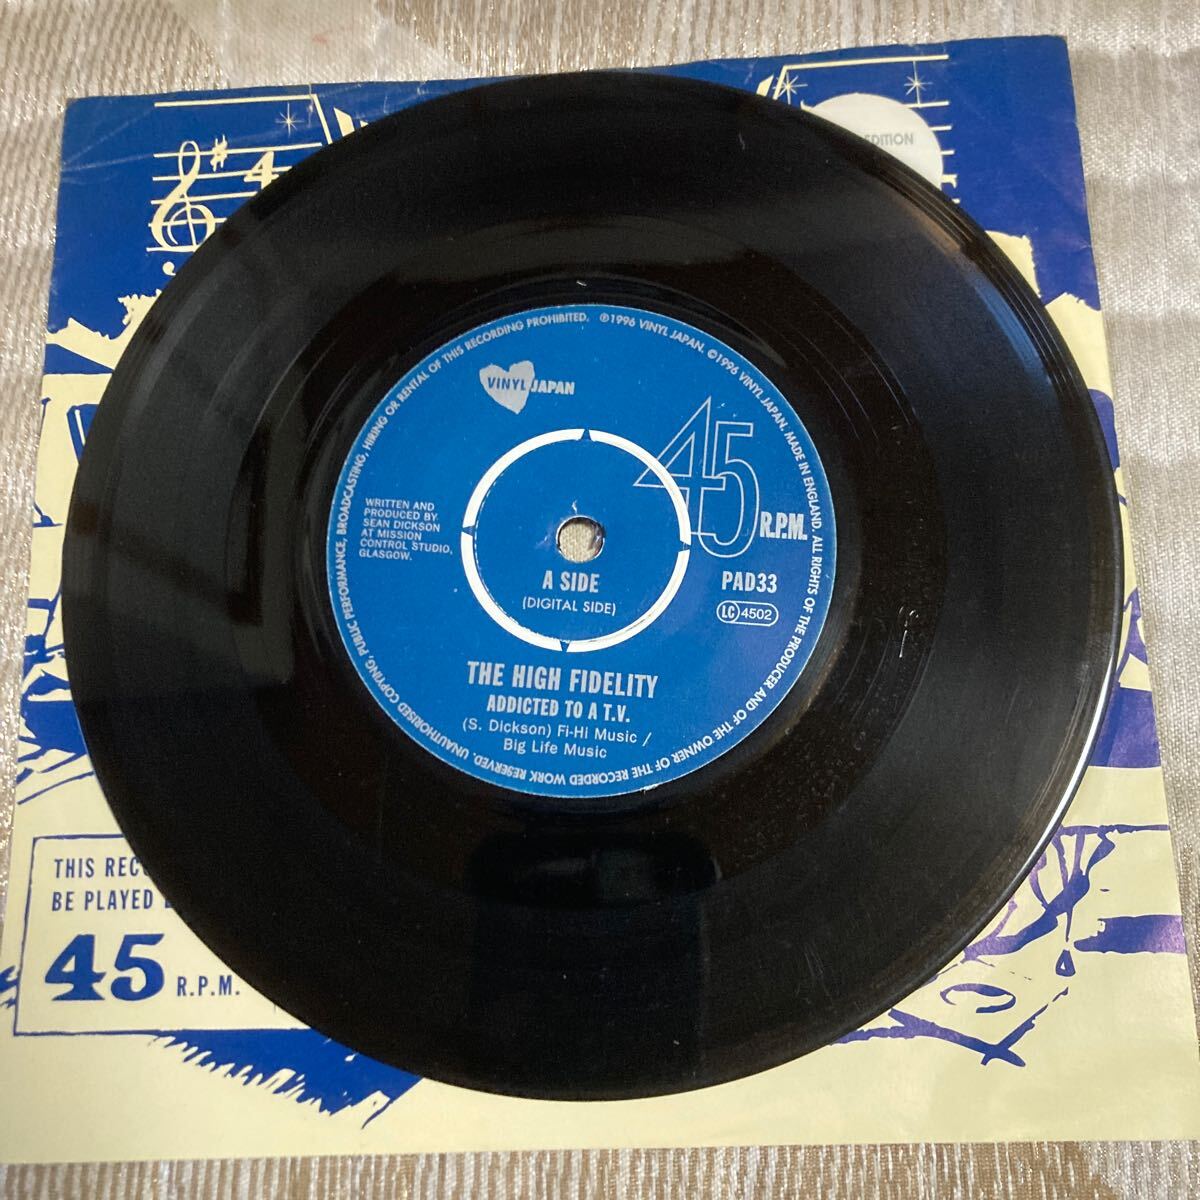 EDITION
4
UNAUTHORISED COPYING, PUBLIC PERFORMANCE, BROADCASTING, HIRING OR RENTAL OF THIS RECORDING PROHIBITED. ℗1996 VINYL JAPAN. ©1996 VINYL JAPAN. MADE IN ENGLAND. ALL RIGHTS OF THE PRODUCER AND OF THE OWNER OF THE RECORDED WORK RESERVED.
VINYL JAPAN
45
R.P.M.
WRITTEN AND
PRODUCED BY
SEAN DICKSON
AT MISSION
CONTROL STUDIO,
GLASGOW.
A SIDE
(DIGITAL SIDE)
PAD33
LC 4502
THE HIGH FIDELITY
ADDICTED TO A T.V.
(S. Dickson) Fi-Hi Music /
Big Life Music
THIS
BE PLAYED
45 R.P.M.